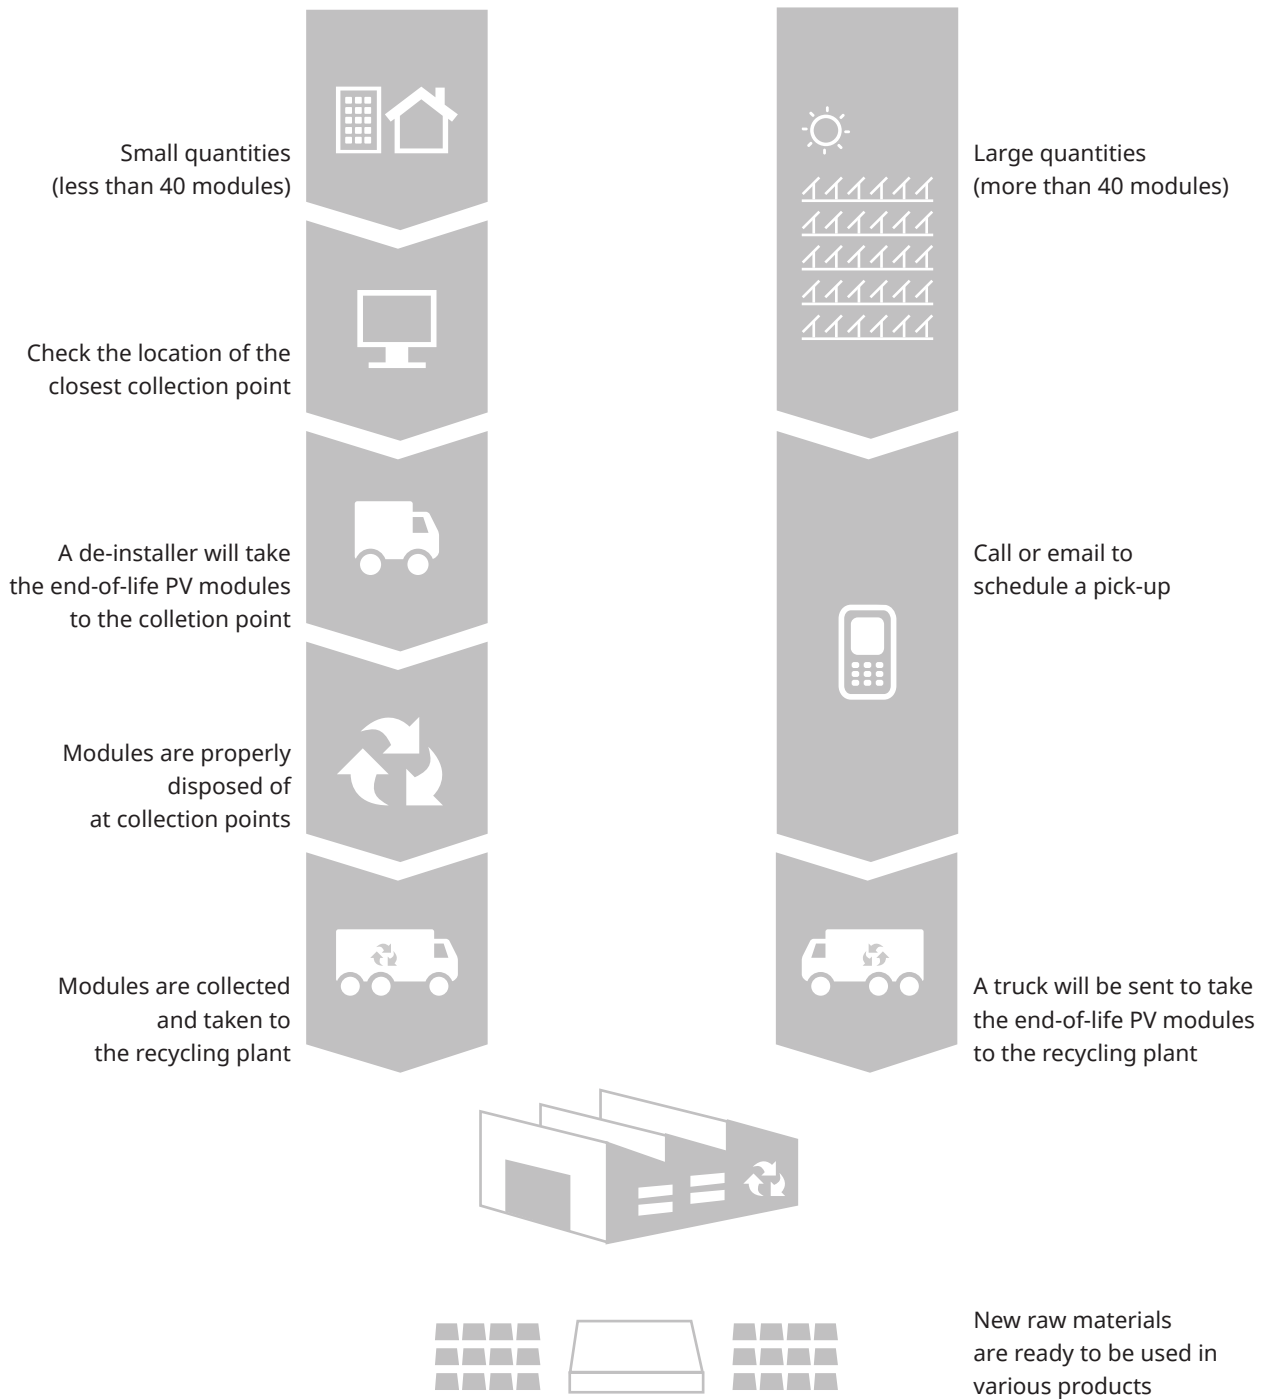 Small quantities
(less than 40 modules)
Check the location of the
closest collection point
A de-installer will take
the end-of-life PV modules
to the colletion point
Modules are properly
disposed of
at collection points
Modules are collected
and taken to
the recycling plant
Large quantities
(more than 40 modules)
Call or email to
schedule a pick-up
A truck will be sent to take
the end-of-life PV modules
to the recycling plant
New raw materials
are ready to be used in
various products